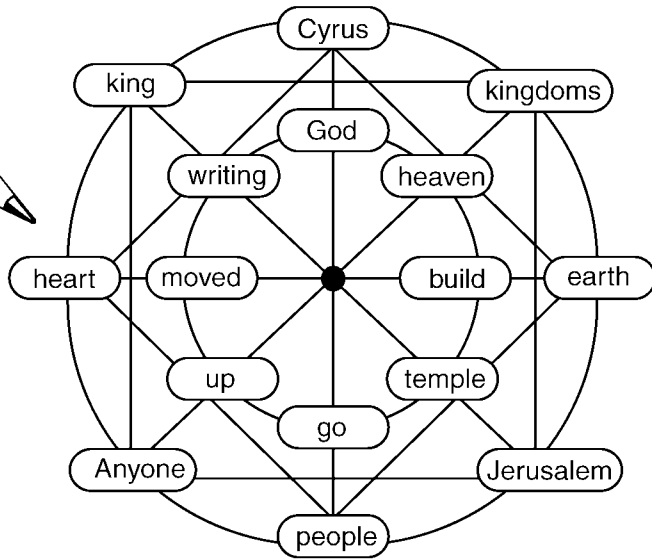 Cyrus
king
kingdoms
God
writing
heaven
heart
moved
build
earth
up
temple
go
Anyone
Jerusalem
people